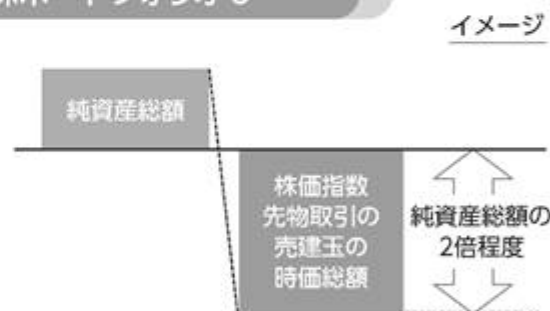 イメージ
純資産総額
株価指数
先物取引の
売建玉の
時価総額
純資産総額の
2倍程度